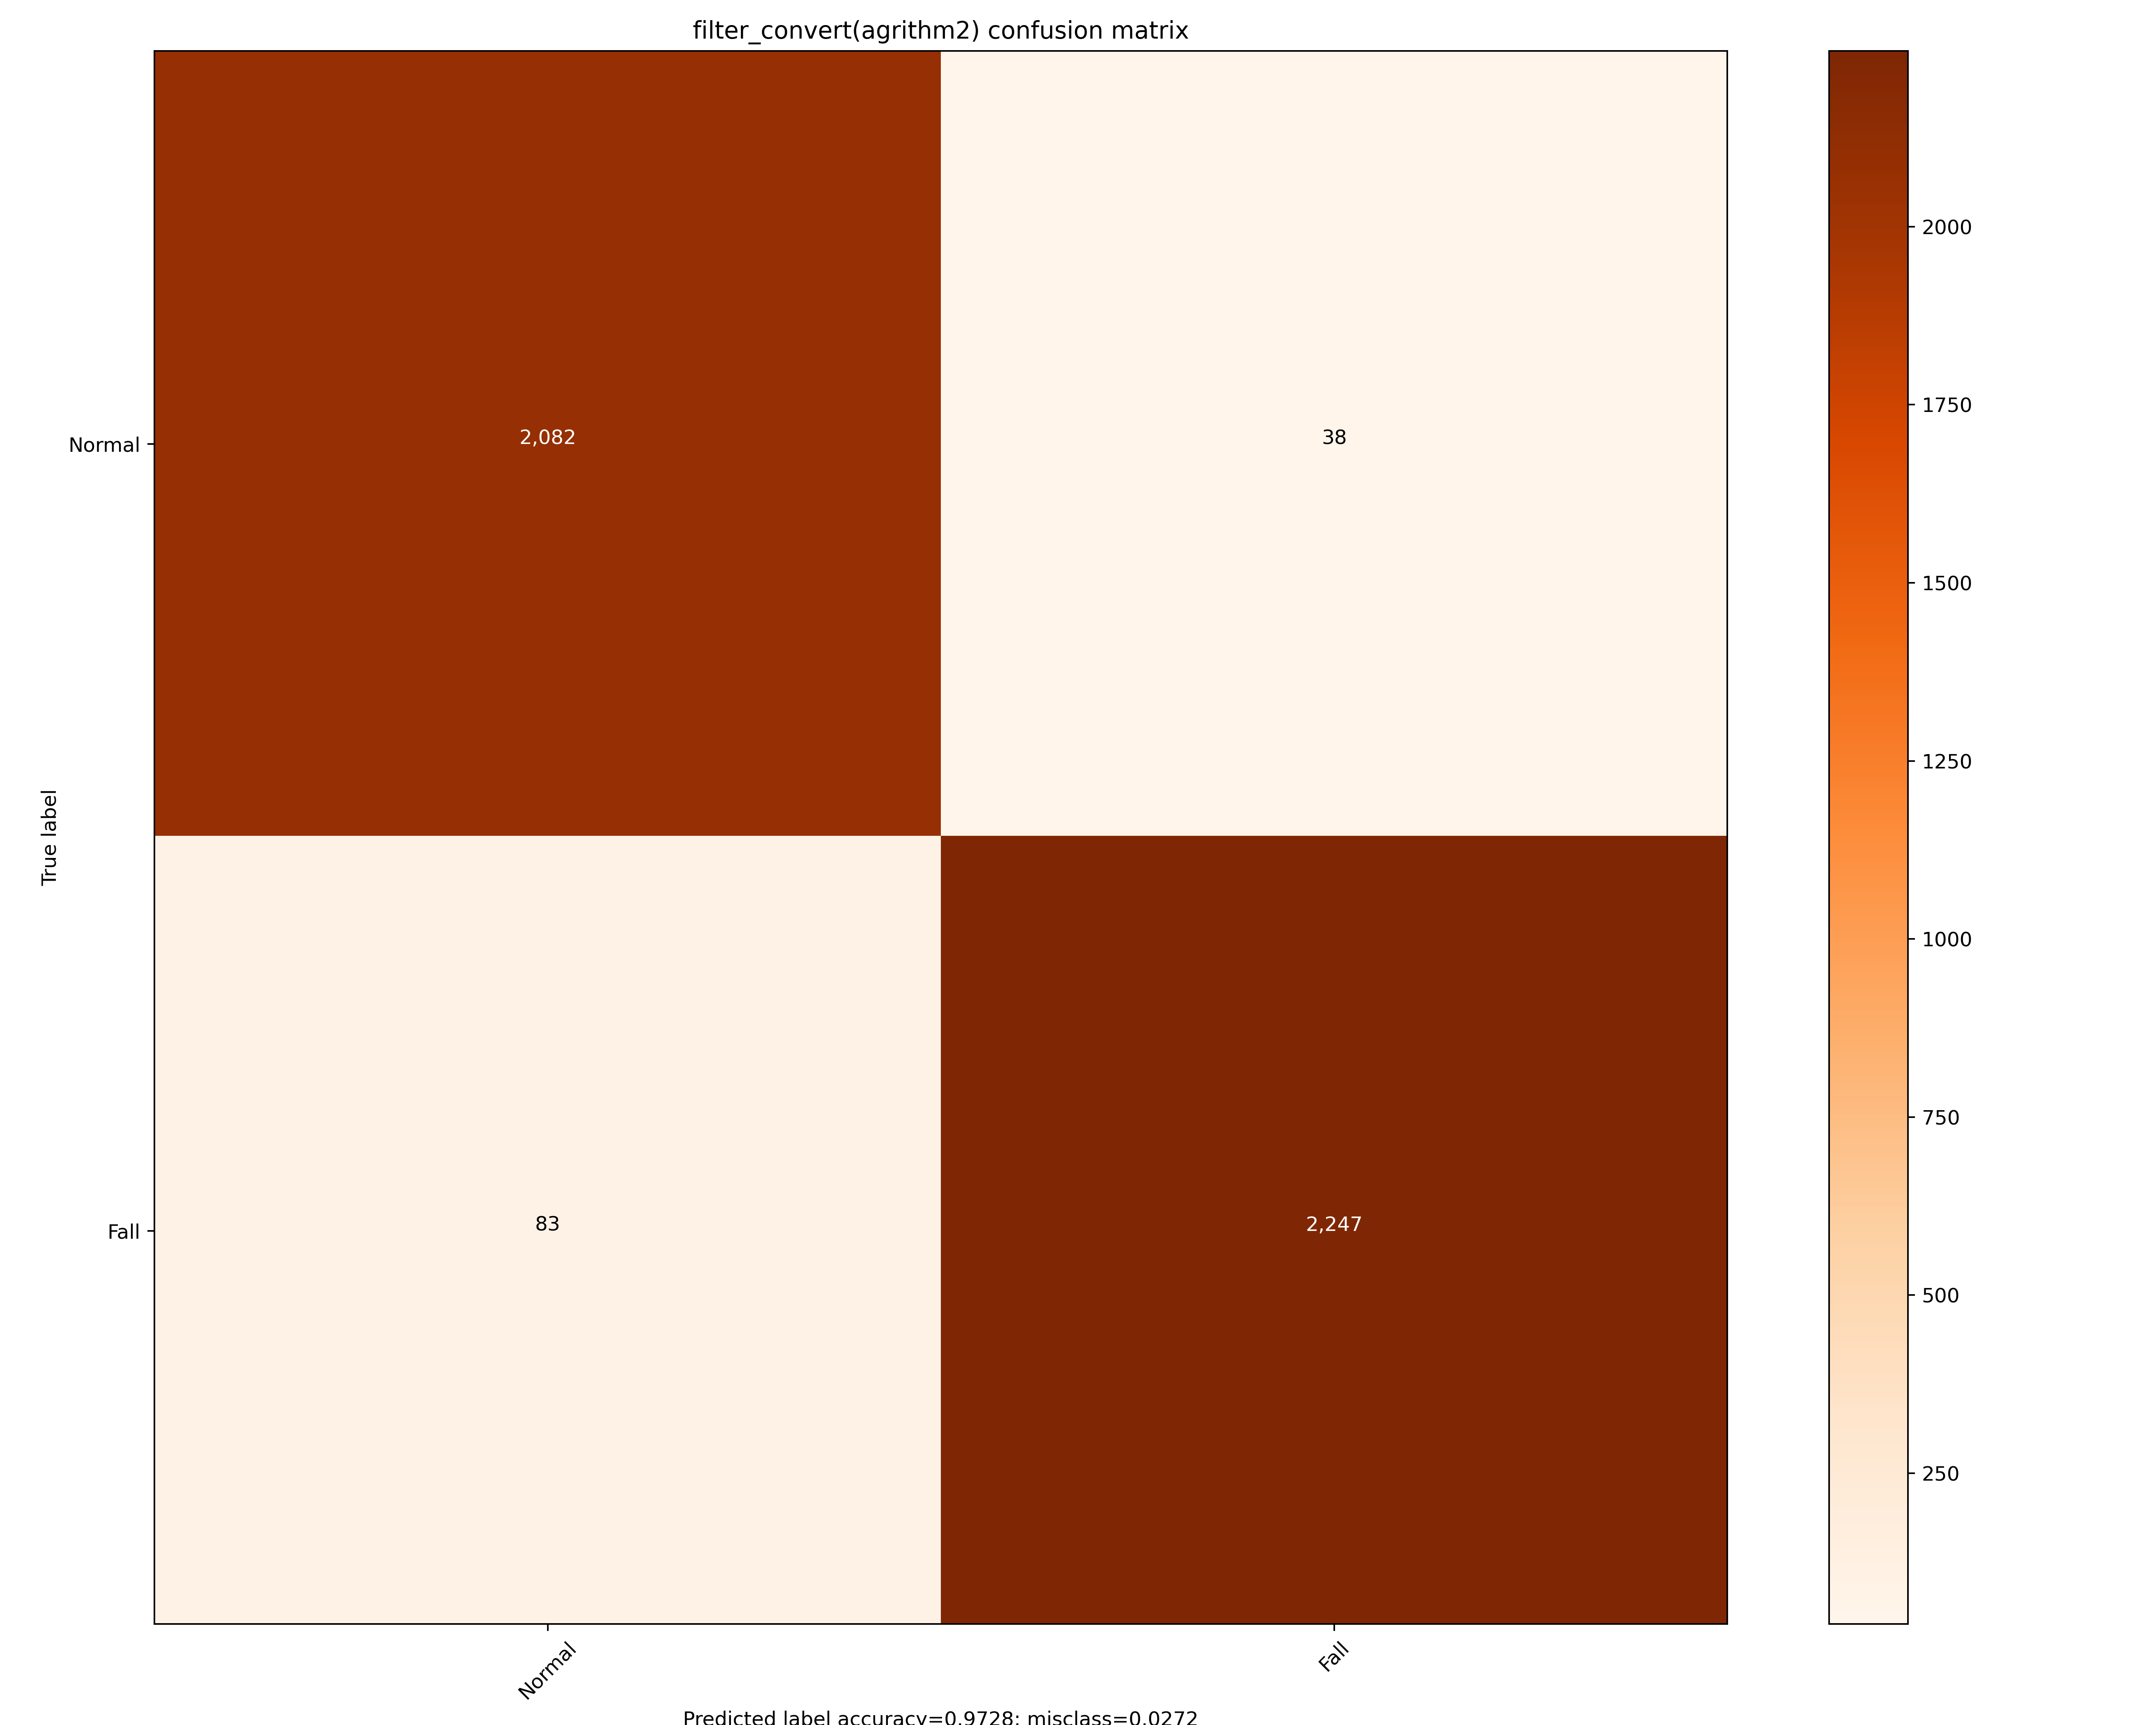 filter_convert(agrithm2) confusion matrix
2000
1750
1500
1250
1000
750
500
250
True label
Normal
2,082
38
Fall
83
2,247
Normal
Fall
Predicted label accuracy=0.9728; misclass=0.0272